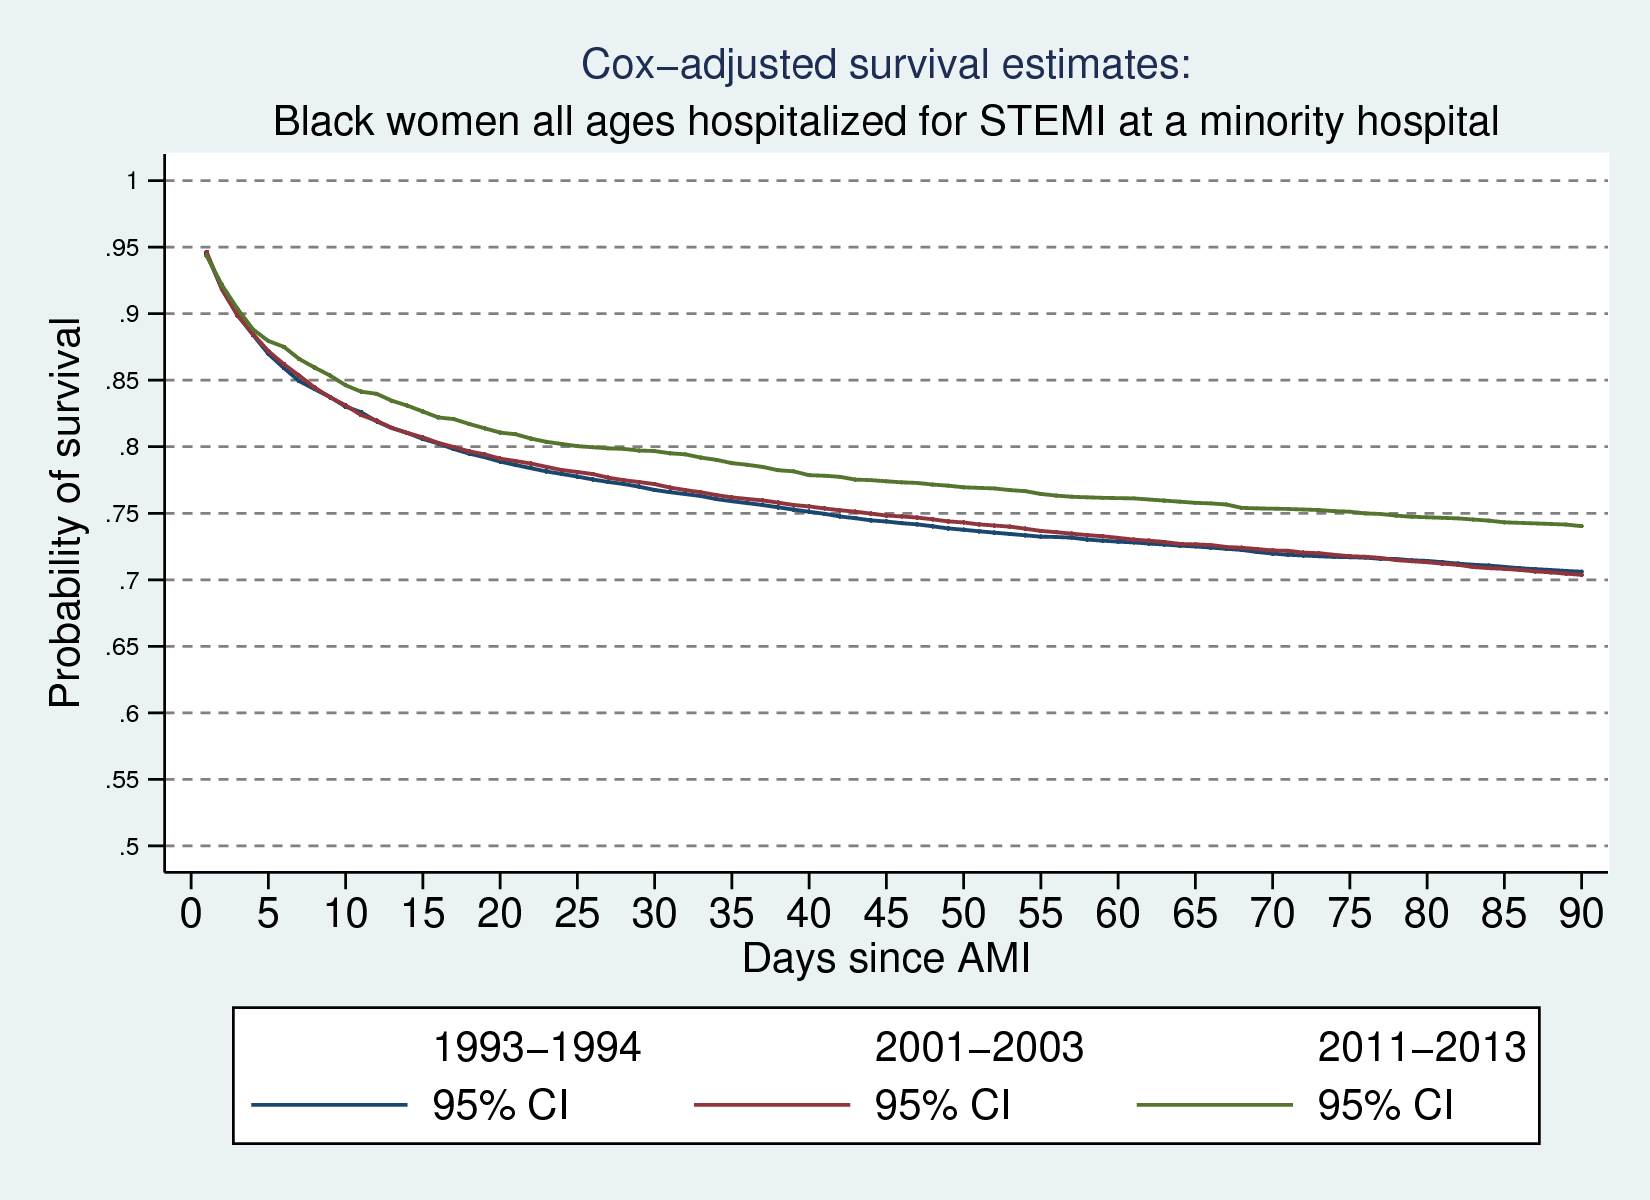 Cox–adjusted survival estimates:
Black women all ages hospitalized for STEMI at a minority hospital
Probability of survival
1
.95
.9
.85
.8
.75
.7
.65
.6
.55
.5
0 5 10 15 20 25 30 35 40 45 50 55 60 65 70 75 80 85 90
Days since AMI
1993–1994 2001–2003 2011–2013
95% CI 95% CI 95% CI